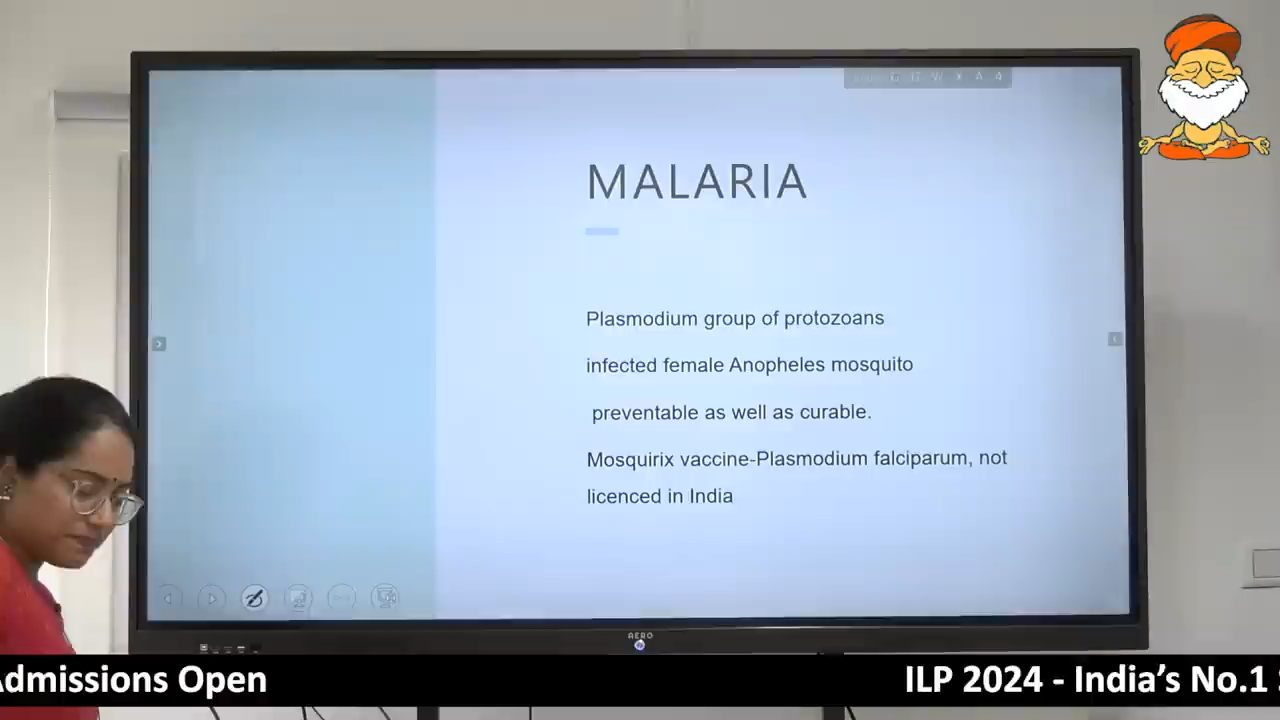 MALARIA
Plasmodium group of protozoans
infected female Anopheles mosquito
preventable as well as curable.
Mosquirix vaccine-Plasmodium falciparum, not
licenced in India
AERO
Admissions Open
ILP 2024 - India's No.1